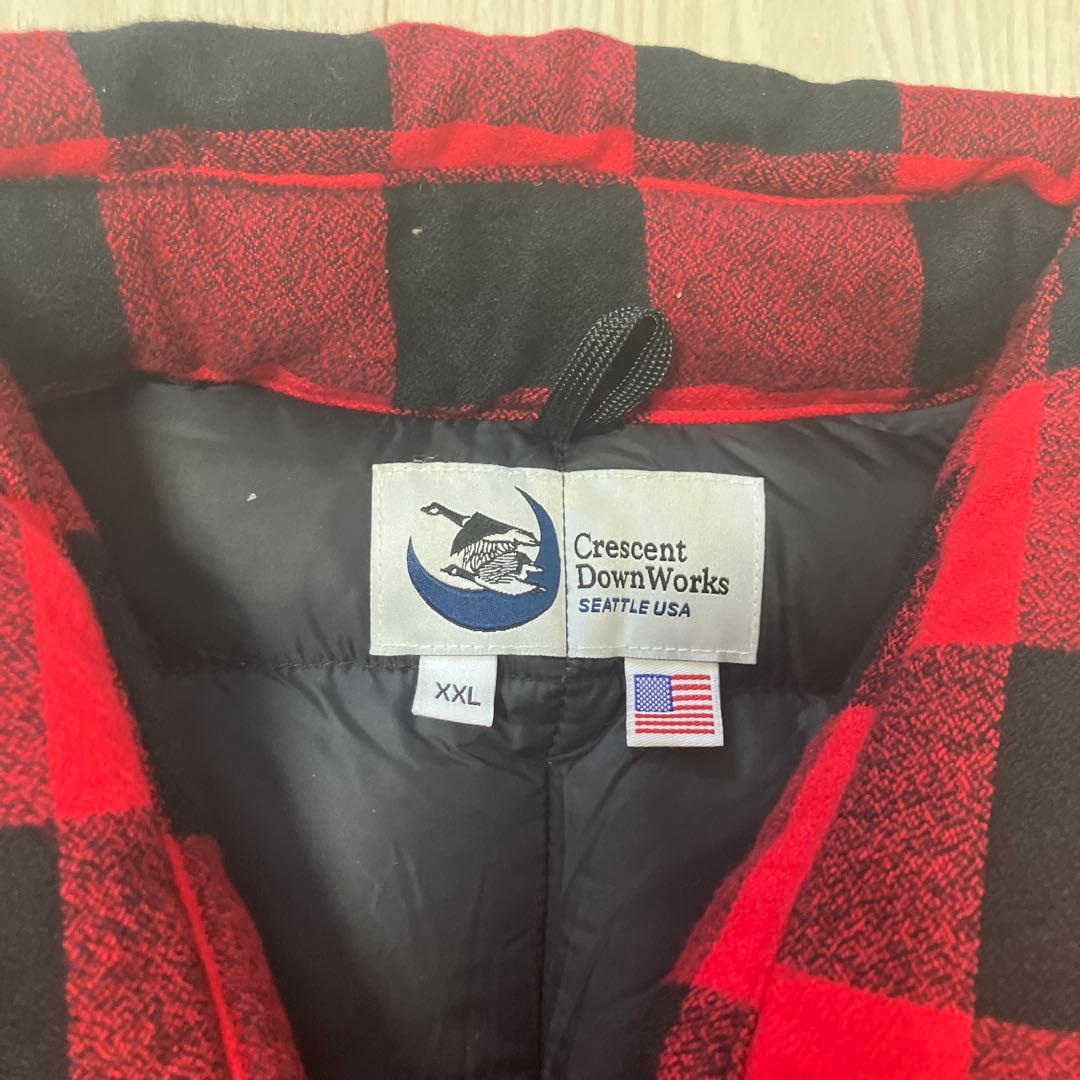 Crescent
DownWorks
SEATTLE USA
XXL